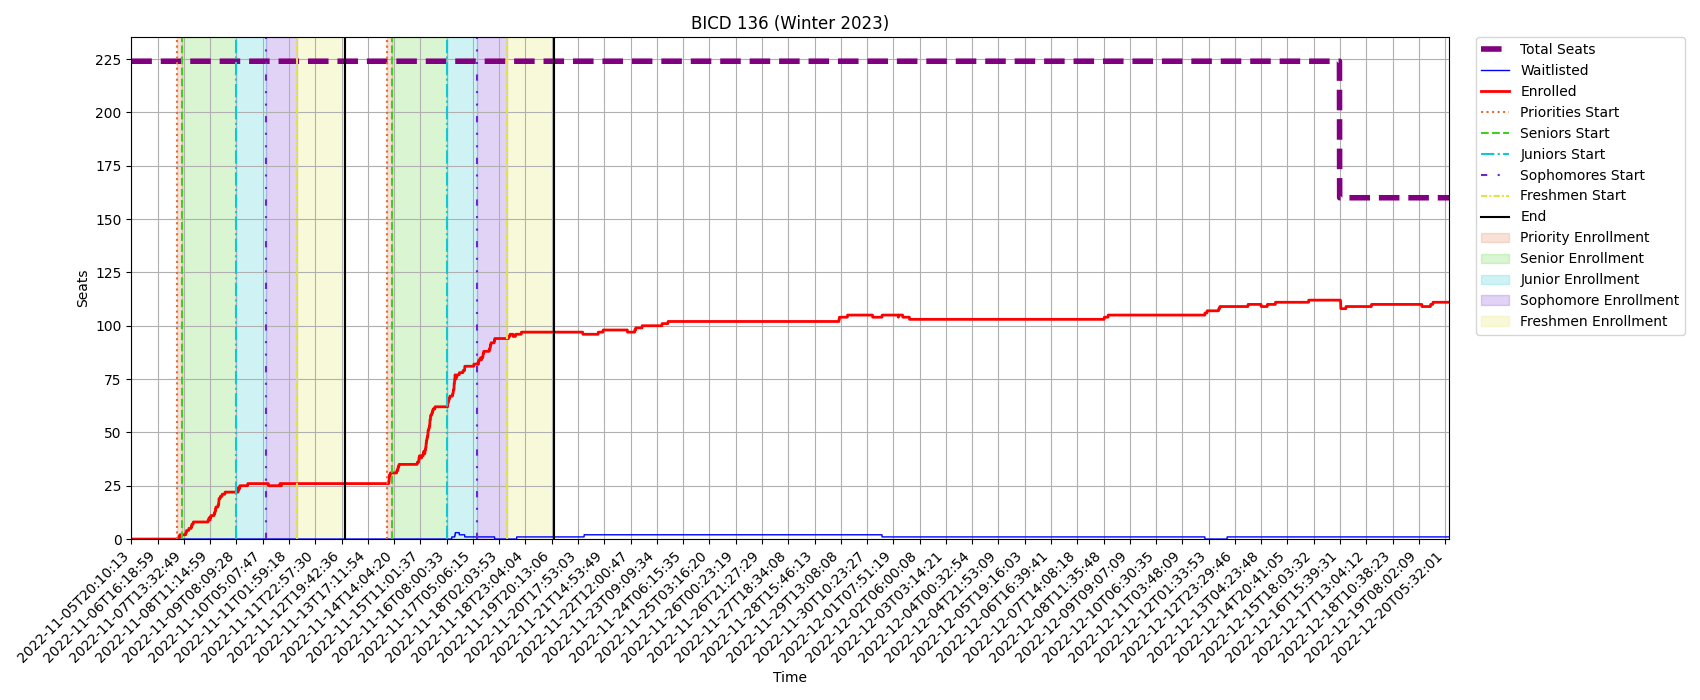 BICD 136 (Winter 2023)
Seats
225
200
175
150
125
100
75
50
25
0
2022-11-05T20:10:13
2022-11-06T16:18:59
2022-11-07T13:32:49
2022-11-08T11:14:59
2022-11-09T08:09:28
2022-11-10T05:07:47
2022-11-11T01:59:18
2022-11-11T22:57:30
2022-11-12T19:42:36
2022-11-13T17:11:54
2022-11-14T14:04:20
2022-11-15T11:01:37
2022-11-16T08:00:33
2022-11-17T05:06:15
2022-11-18T02:03:53
2022-11-18T23:04:04
2022-11-19T20:13:06
2022-11-20T17:53:03
2022-11-21T14:53:49
2022-11-22T12:00:47
2022-11-23T09:09:34
2022-11-24T06:15:35
2022-11-25T03:16:20
2022-11-26T00:23:19
2022-11-26T21:27:29
2022-11-27T18:34:08
2022-11-28T15:46:13
2022-11-29T13:08:08
2022-11-30T10:23:27
2022-12-01T07:51:19
2022-12-02T06:00:08
2022-12-03T03:14:21
2022-12-04T00:32:54
2022-12-04T21:53:09
2022-12-05T19:16:03
2022-12-06T16:39:41
2022-12-07T14:08:18
2022-12-08T11:35:48
2022-12-09T09:07:09
2022-12-10T06:30:35
2022-12-11T03:48:09
2022-12-12T01:33:53
2022-12-12T23:29:46
2022-12-13T04:23:48
2022-12-14T20:41:05
2022-12-15T18:03:32
2022-12-16T15:39:31
2022-12-17T13:04:12
2022-12-18T10:38:23
2022-12-19T08:02:09
2022-12-20T05:32:01
Time
Total Seats
Waitlisted
Enrolled
Priorities Start
Seniors Start
Juniors Start
Sophomores Start
Freshmen Start
End
Priority Enrollment
Senior Enrollment
Junior Enrollment
Sophomore Enrollment
Freshmen Enrollment